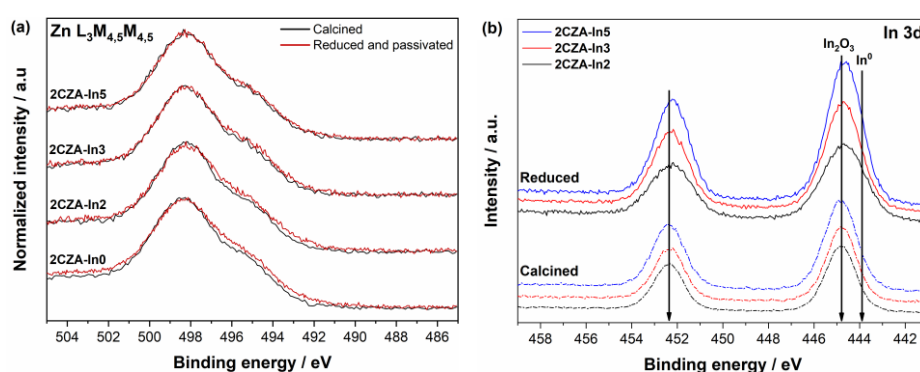 (a)
Zn L₃M₄,₅M₄,₅
Calcined
Reduced and passivated
2CZA-In5
2CZA-In3
2CZA-In2
2CZA-In0
Normalized intensity / a.u
504 502 500 498 496 494 492 490 488 486
Binding energy / eV
(b)
In 3d
2CZA-In5
2CZA-In3
2CZA-In2
In₂O₃
In⁰
Reduced
Calcined
Intensity / a.u.
458 456 454 452 450 448 446 444 442
Binding energy / eV